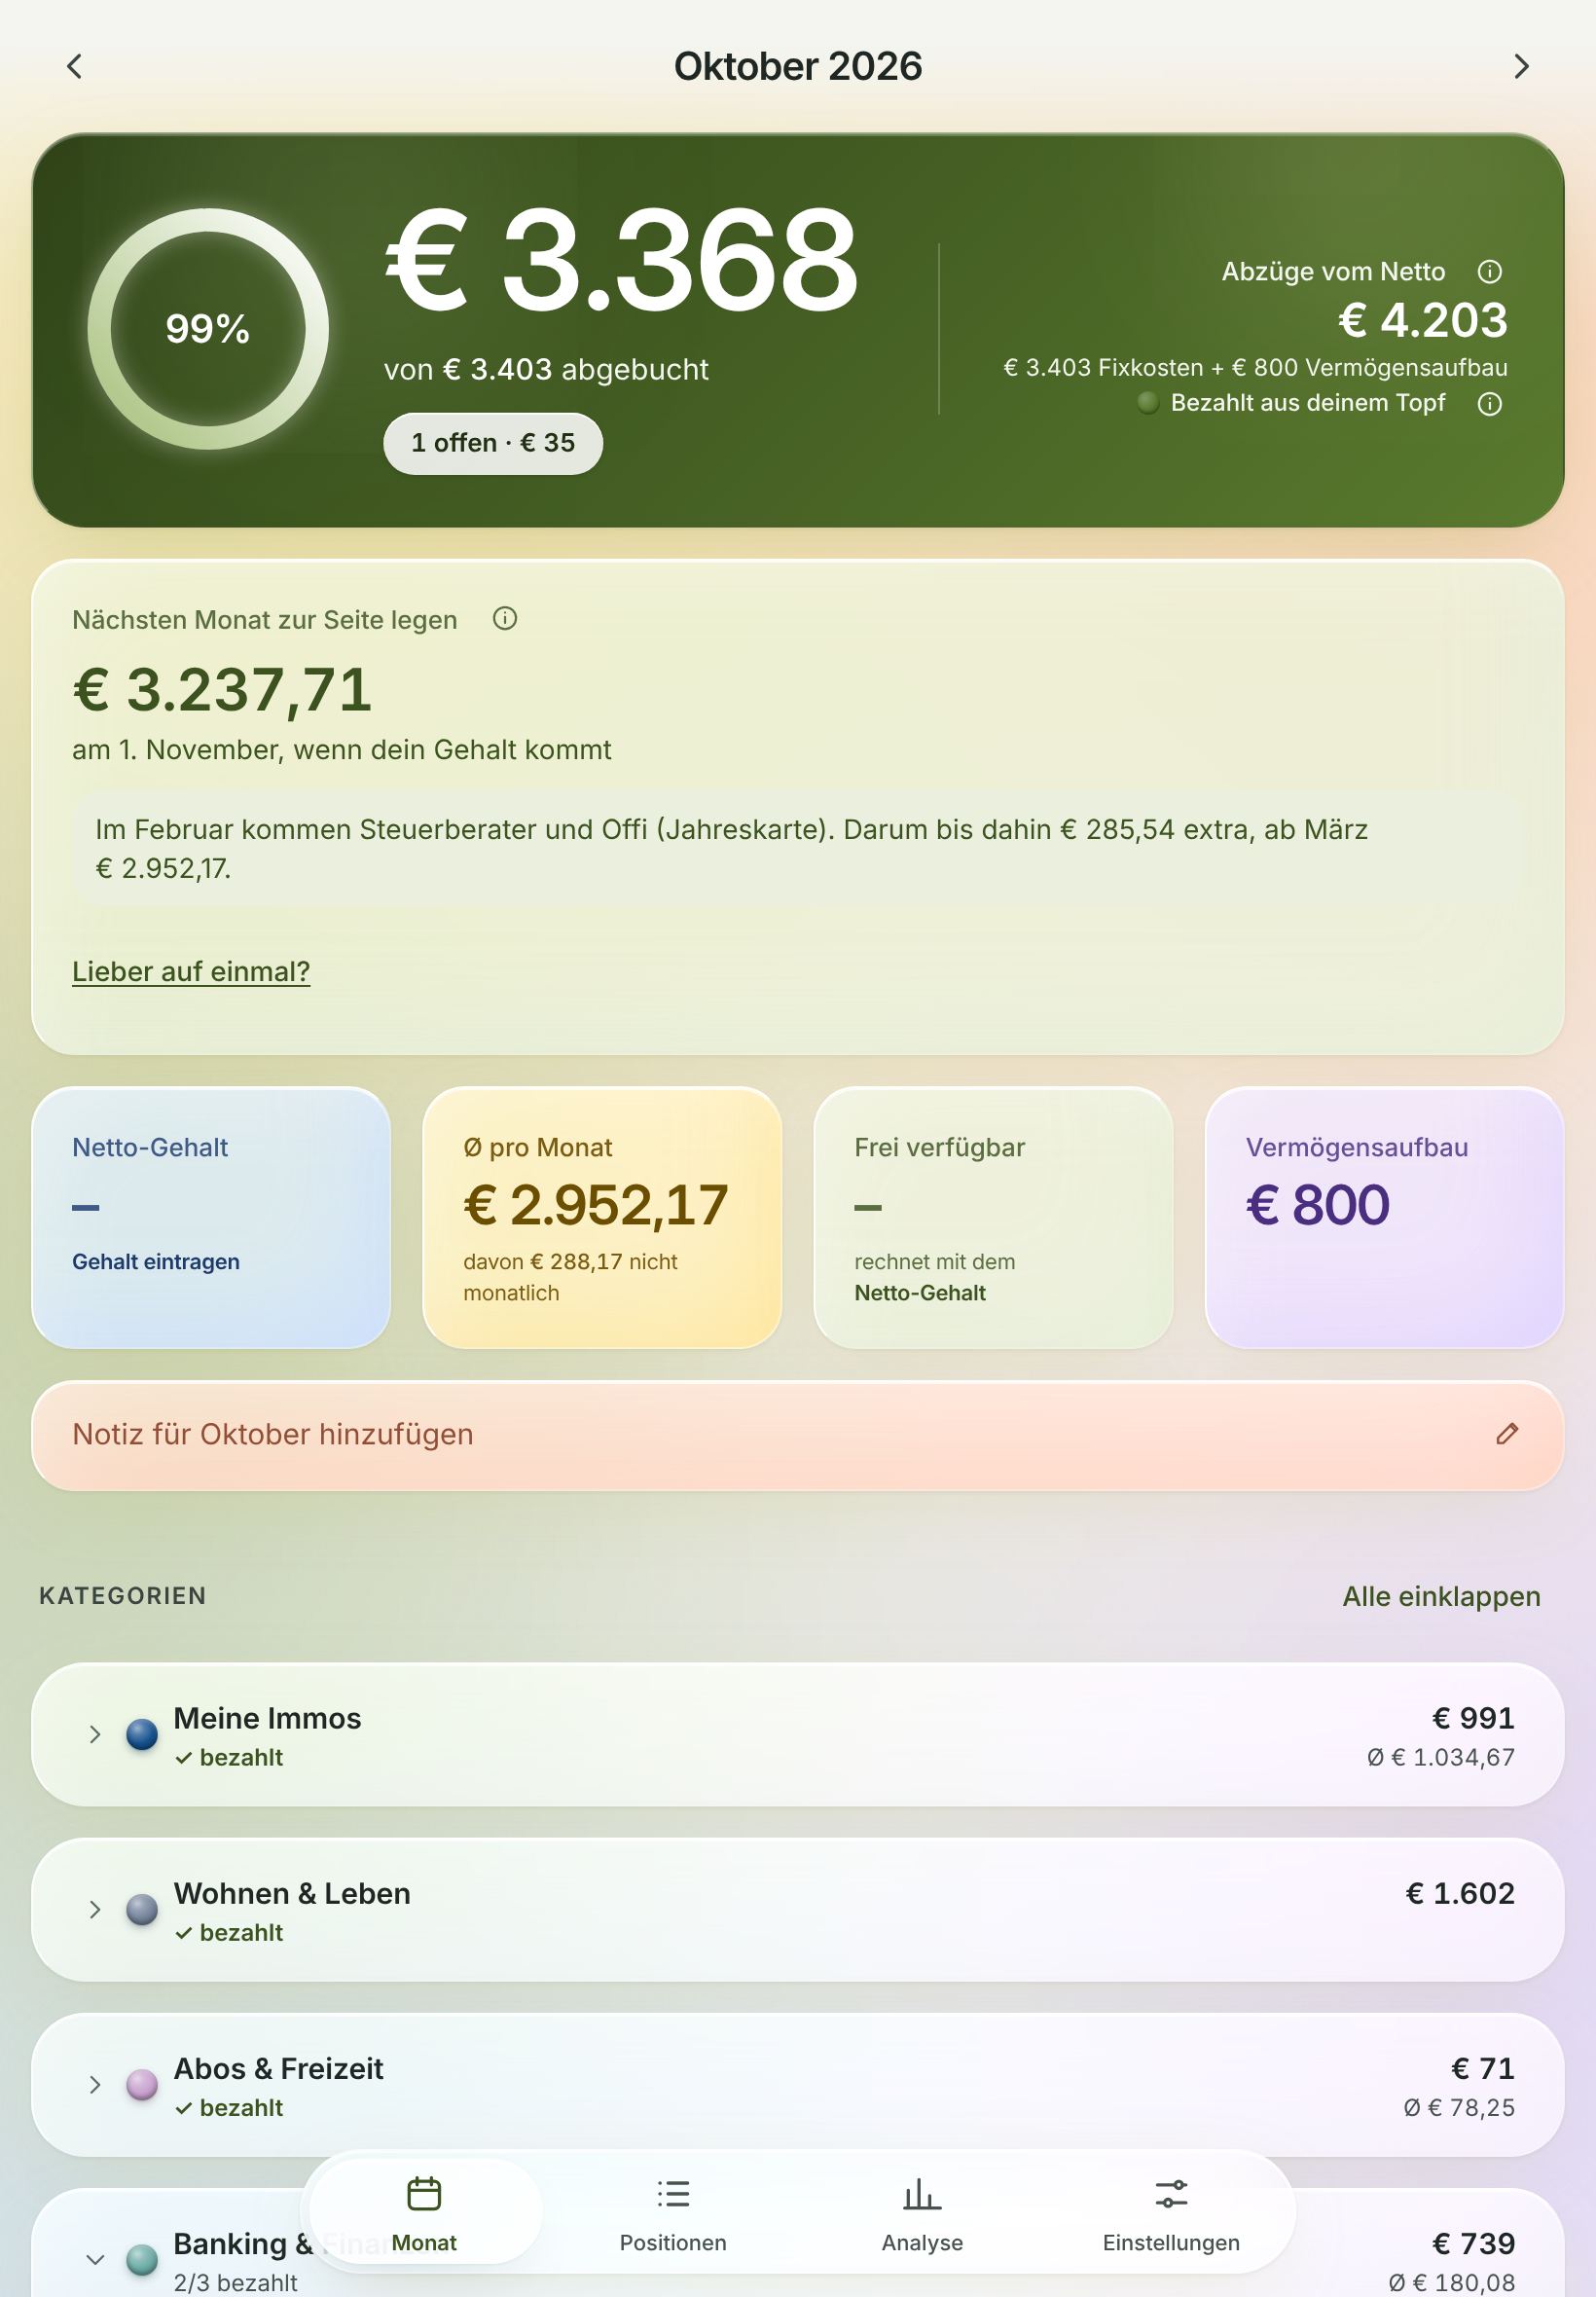 Oktober 2026
99%
€ 3.368
von € 3.403 abgebucht
1 offen · € 35
Abzüge vom Netto
€ 4.203
€ 3.403 Fixkosten + € 800 Vermögensaufbau
Bezahlt aus deinem Topf
Nächsten Monat zur Seite legen
€ 3.237,71
am 1. November, wenn dein Gehalt kommt
Im Februar kommen Steuerberater und Offi (Jahreskarte). Darum bis dahin € 285,54 extra, ab März
€ 2.952,17.
Lieber auf einmal?
Netto-Gehalt
–
Gehalt eintragen
Ø pro Monat
€ 2.952,17
davon € 288,17 nicht
monatlich
Frei verfügbar
–
rechnet mit dem
Netto-Gehalt
Vermögensaufbau
€ 800
Notiz für Oktober hinzufügen
KATEGORIEN
Alle einklappen
Meine Immos
✓ bezahlt
€ 991
Ø € 1.034,67
Wohnen & Leben
✓ bezahlt
€ 1.602
Abos & Freizeit
✓ bezahlt
€ 71
Ø € 78,25
Banking &
2/3 bezahlt
€ 739
Ø € 180,08
Monat
Positionen
Analyse
Einstellungen